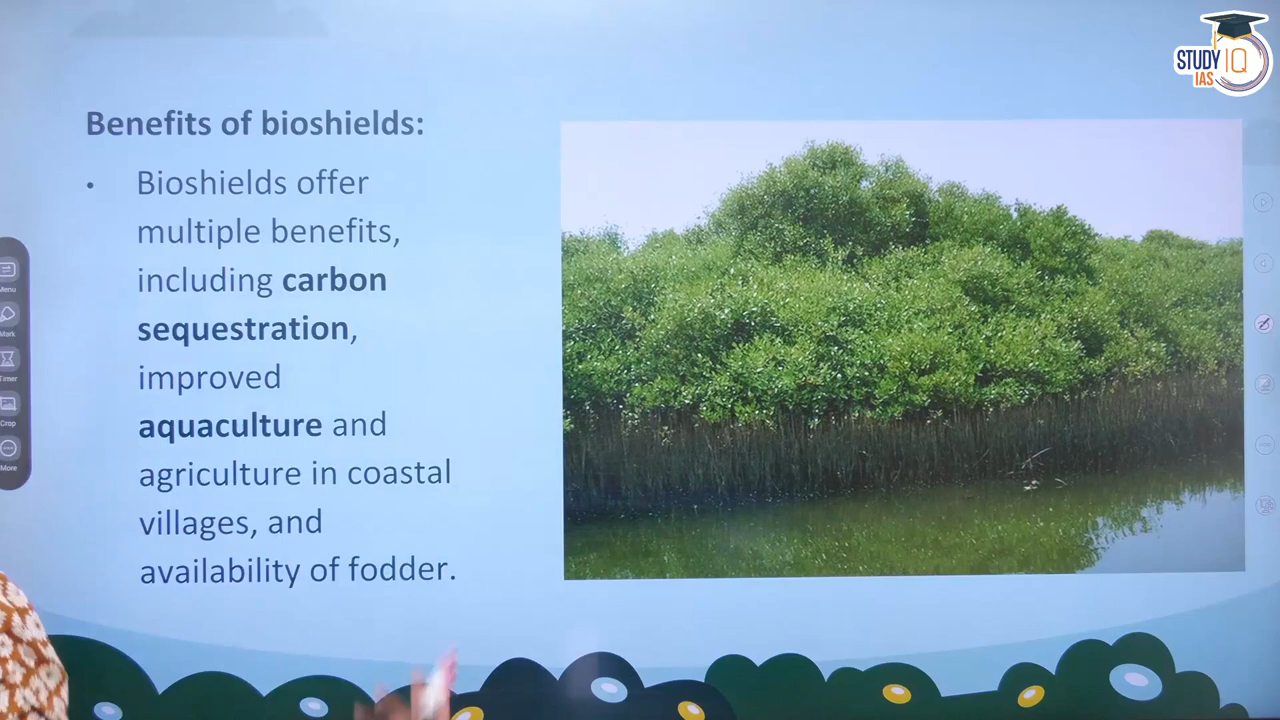 STUDY IQ
IAS
Benefits of bioshields:
• Bioshields offer
multiple benefits,
including carbon
sequestration,
improved
aquaculture and
agriculture in coastal
villages, and
availability of fodder.
Menu
Mark
Timer
Crop
More